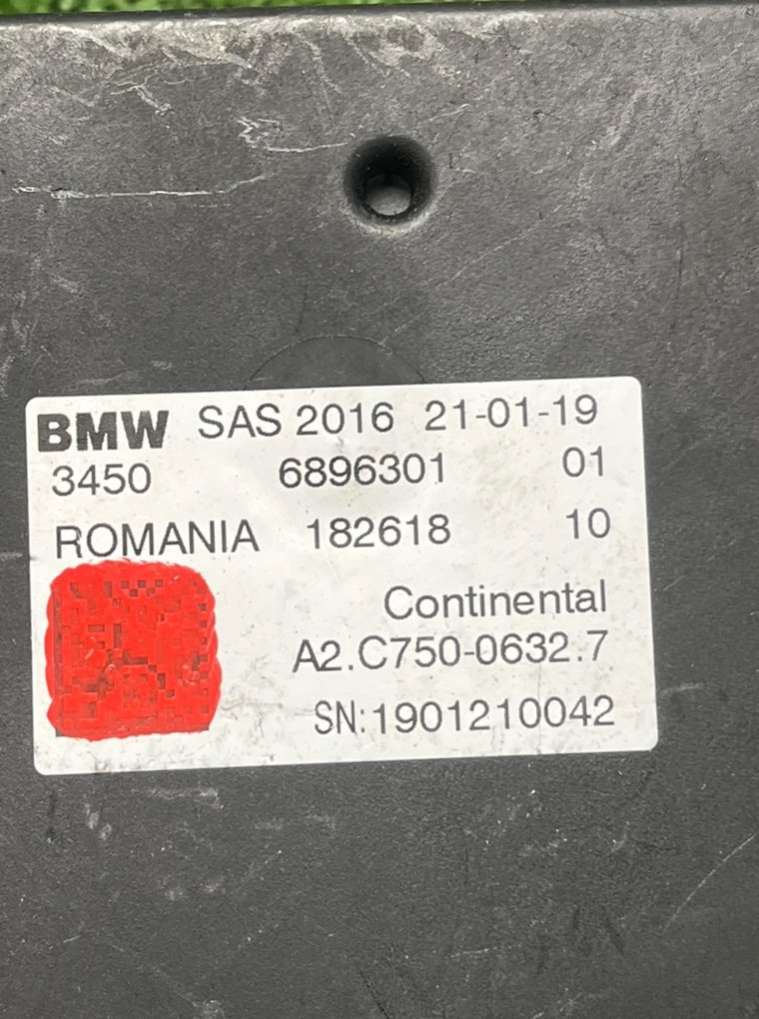 BMW SAS 2016 21-01-19
3450 6896301 01
ROMANIA 182618 10
Continental
A2.C750-0632.7
SN:1901210042